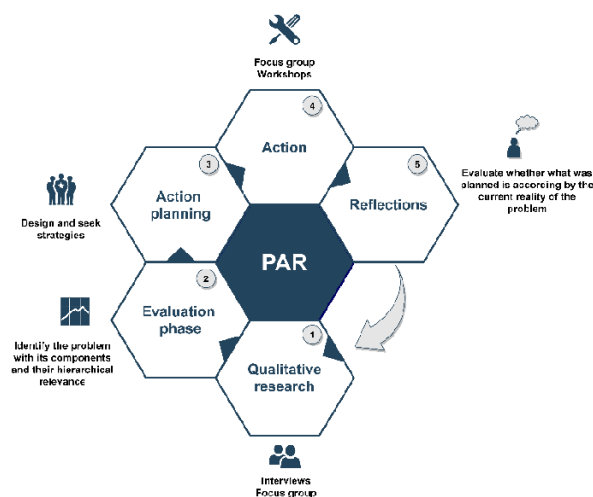 Focus group
Workshops
4
Action
3
Action
planning
5
Reflections
Evaluate whether what was
planned is accoring by the
current reality of the
problem
Design and seek
strategies
PAR
2
Evaluation
phase
1
Qualitative
research
Identify the problem
with its components
and their hierarchical
relevance
Interviews
Focus group